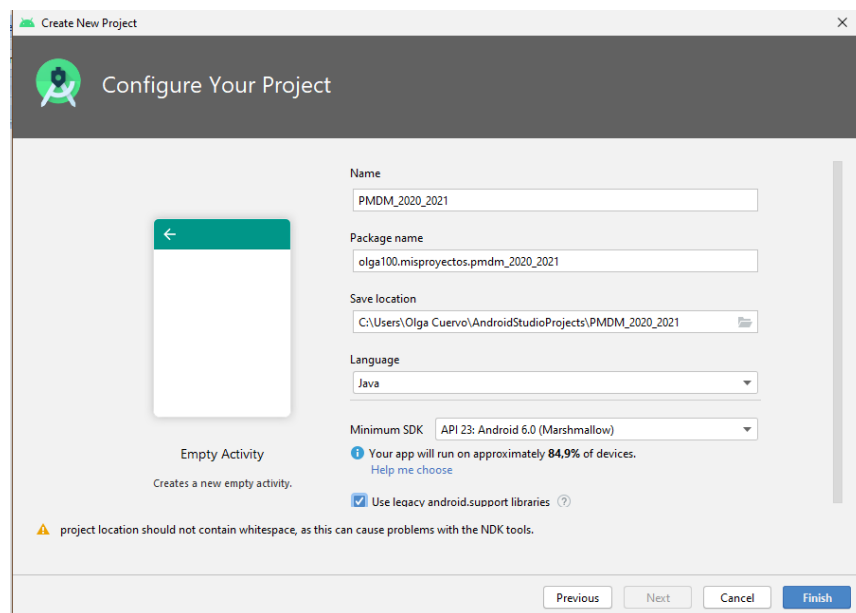 Create New Project
Configure Your Project
Name
PMDM_2020_2021
Package name
olga100.misproyectos.pmdm_2020_2021
Save location
C:\Users\Olga Cuervo\AndroidStudioProjects\PMDM_2020_2021
Language
Java
Minimum SDK API 23: Android 6.0 (Marshmallow)
Your app will run on approximately 84,9% of devices.
Help me choose
Use legacy android.support libraries ?
Empty Activity
Creates a new empty activity.
project location should not contain whitespace, as this can cause problems with the NDK tools.
Previous Next Cancel Finish